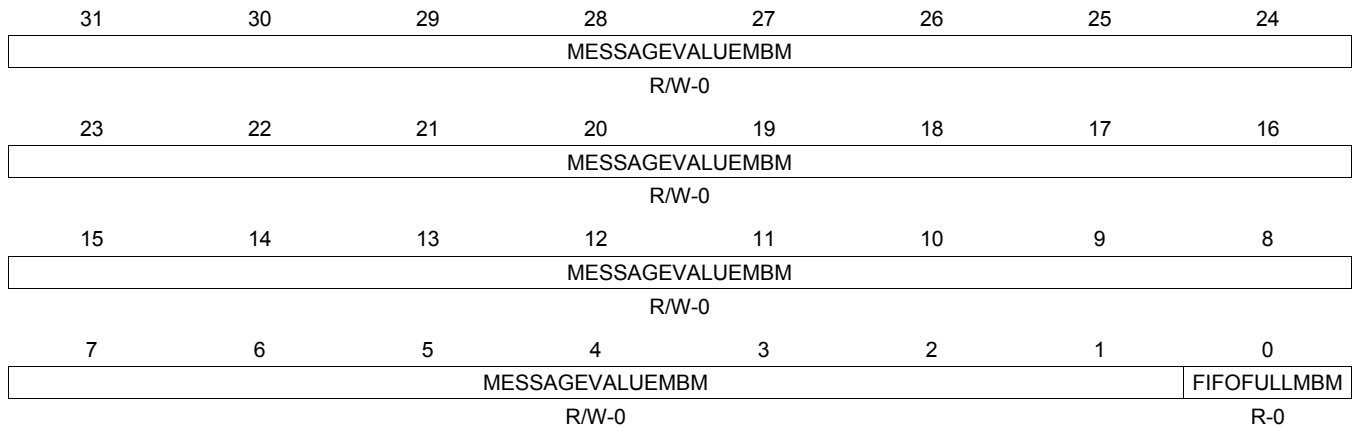 31 30 29 28 27 26 25 24
MESSAGEVALUEMBM
R/W-0
23 22 21 20 19 18 17 16
MESSAGEVALUEMBM
R/W-0
15 14 13 12 11 10 9 8
MESSAGEVALUEMBM
R/W-0
7 6 5 4 3 2 1 0
MESSAGEVALUEMBM FIFOFULLMBM
R/W-0 R-0